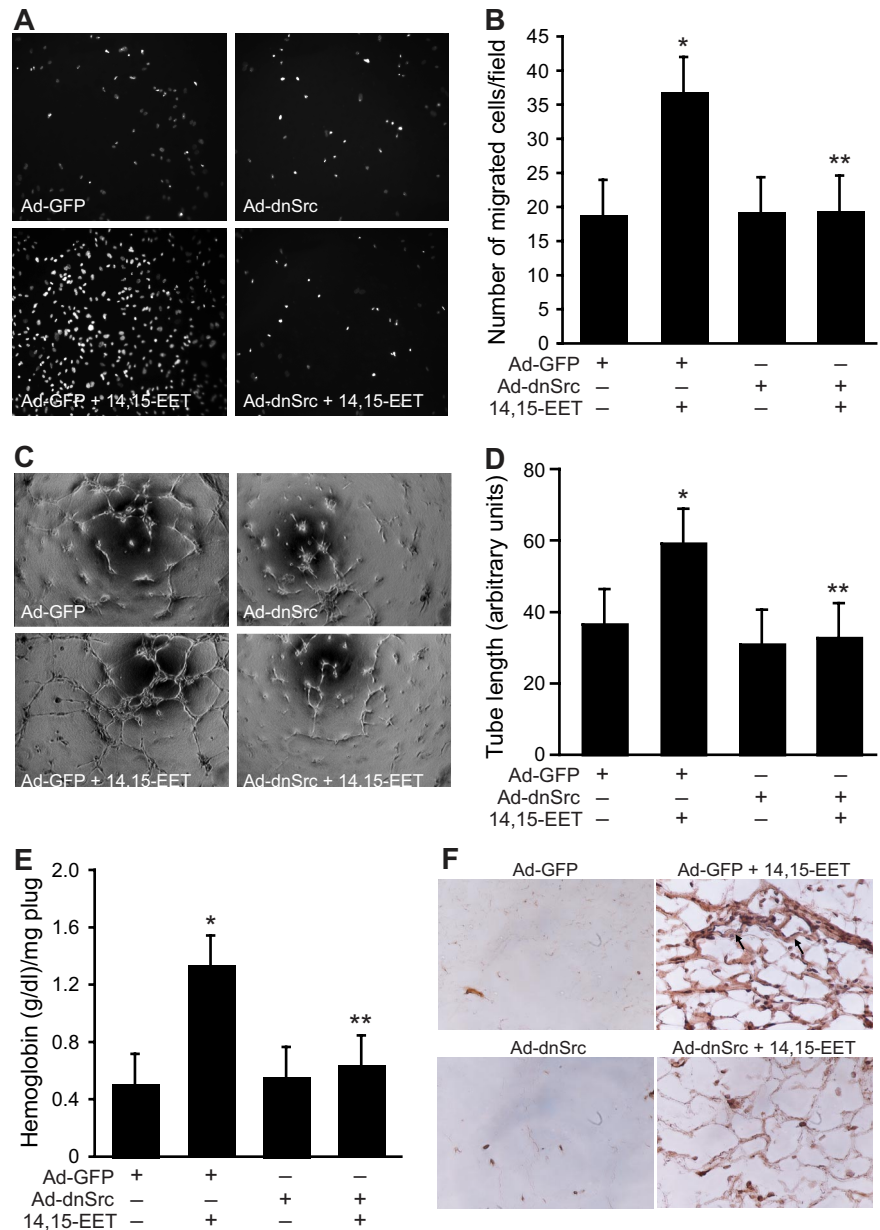 A
Ad-GFP
Ad-dnSrc
Ad-GFP + 14,15-EET
Ad-dnSrc + 14,15-EET
B
Number of migrated cells/field
45
40
35
30
25
20
15
10
5
0
*
**
Ad-GFP + + – –
Ad-dnSrc – – + +
14,15-EET – + – +
C
Ad-GFP
Ad-dnSrc
Ad-GFP + 14,15-EET
Ad-dnSrc + 14,15-EET
D
Tube length (arbitrary units)
80
60
40
20
0
*
**
Ad-GFP + + – –
Ad-dnSrc – – + +
14,15-EET – + – +
E
Hemoglobin (g/dl)/mg plug
2.0
1.6
1.2
0.8
0.4
0
*
**
Ad-GFP + + – –
Ad-dnSrc – – + +
14,15-EET – + – +
F
Ad-GFP
Ad-GFP + 14,15-EET
Ad-dnSrc
Ad-dnSrc + 14,15-EET